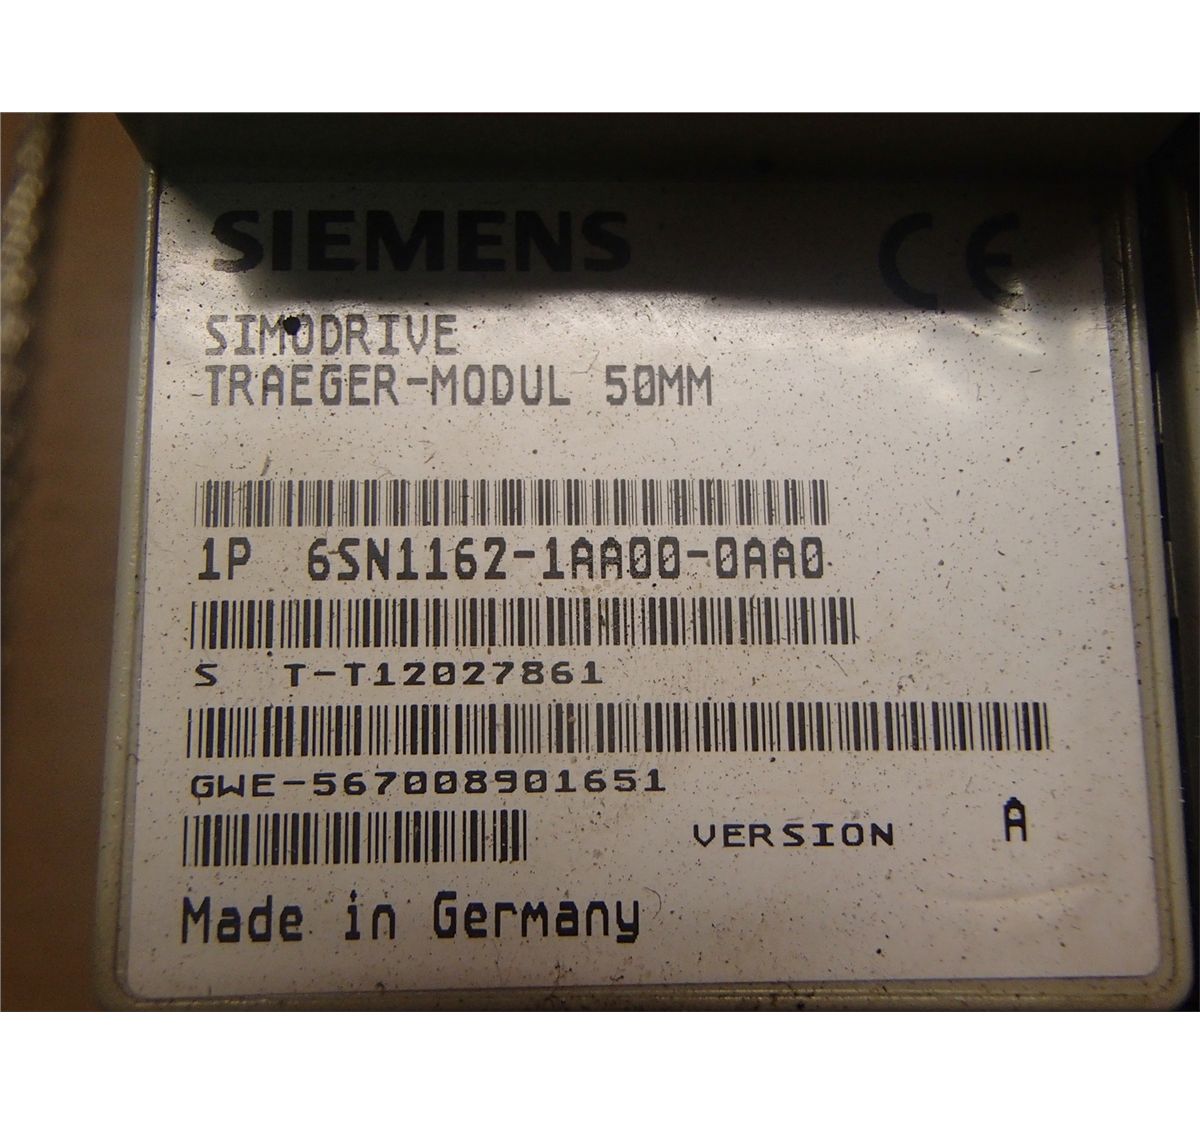 SIEMENS CE
SIMODRIVE
TRAEGER-MODUL 50MM
1P 6SN1162-1AA00-0AA0
S T-T12027861
GWE-567008901651
VERSION A
Made in Germany